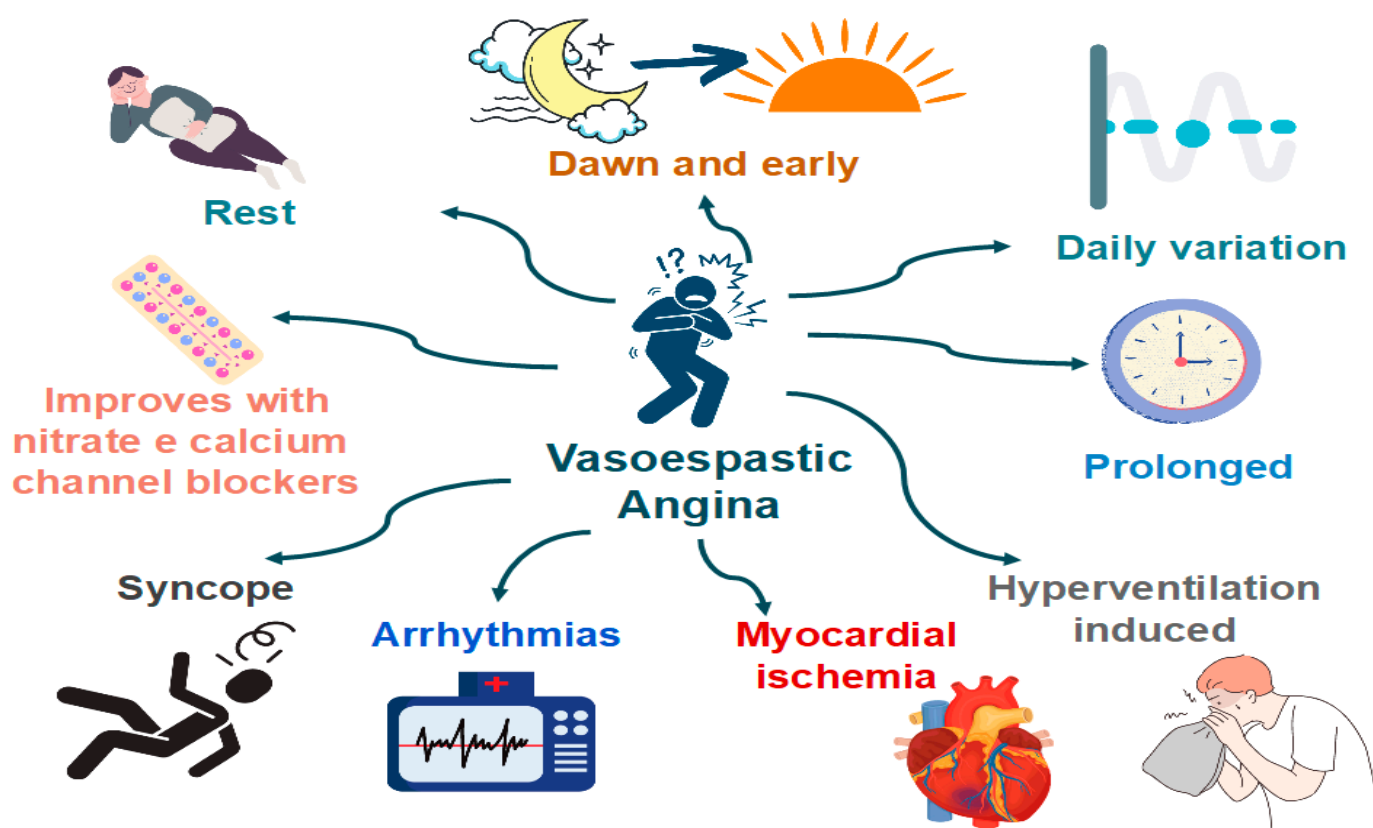 Dawn and early
Rest
Daily variation
Improves with
nitrate e calcium
channel blockers
Vasoespastic
Angina
Prolonged
Syncope
Arrhythmias
Myocardial
ischemia
Hyperventilation
induced